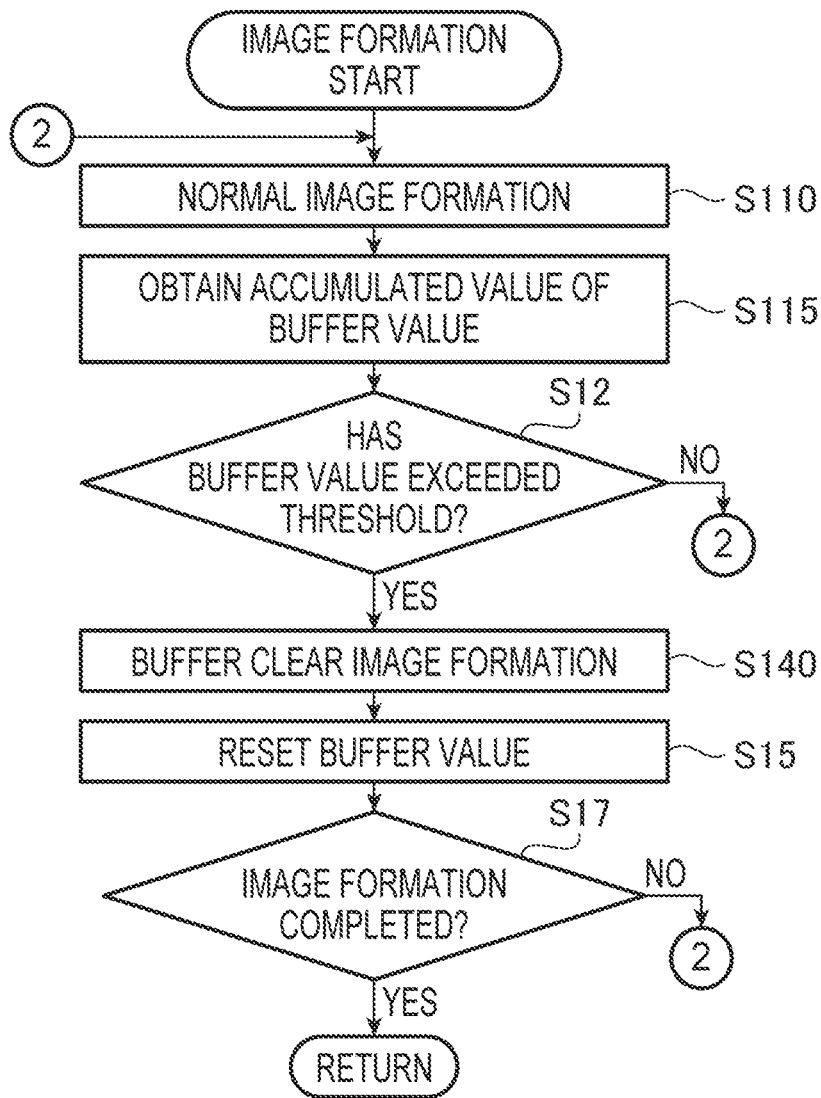 IMAGE FORMATION
START
2
NORMAL IMAGE FORMATION
S110
OBTAIN ACCUMULATED VALUE OF
BUFFER VALUE
S115
S12
HAS
BUFFER VALUE EXCEEDED
THRESHOLD?
NO
2
YES
BUFFER CLEAR IMAGE FORMATION
S140
RESET BUFFER VALUE
S15
S17
IMAGE FORMATION
COMPLETED?
NO
2
YES
RETURN